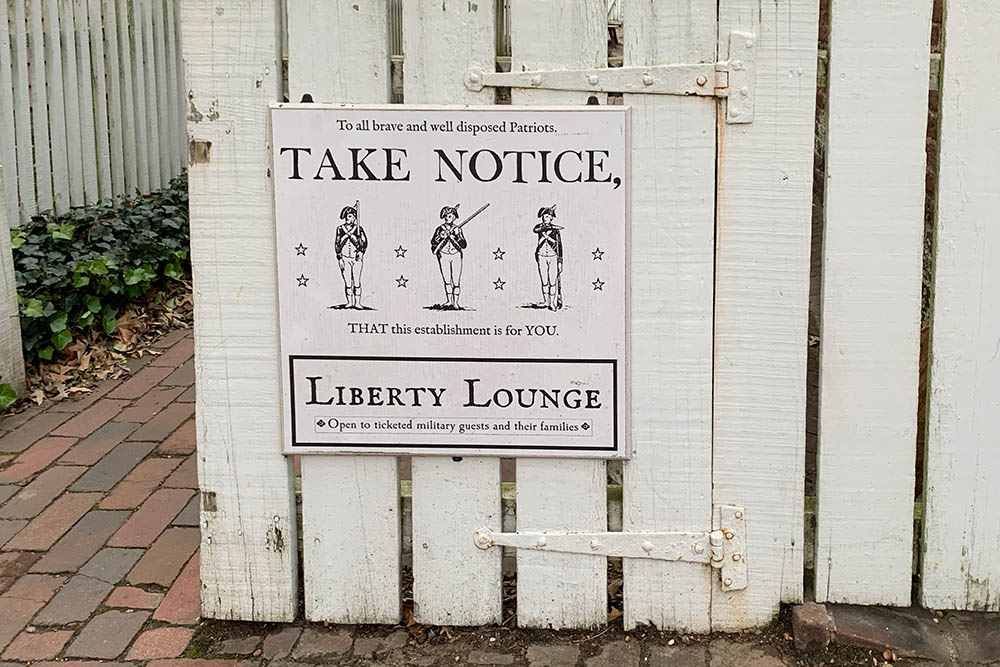 To all brave and well disposed Patriots.
TAKE NOTICE,
THAT this establishment is for YOU.
LIBERTY LOUNGE
Open to ticketed military guests and their families